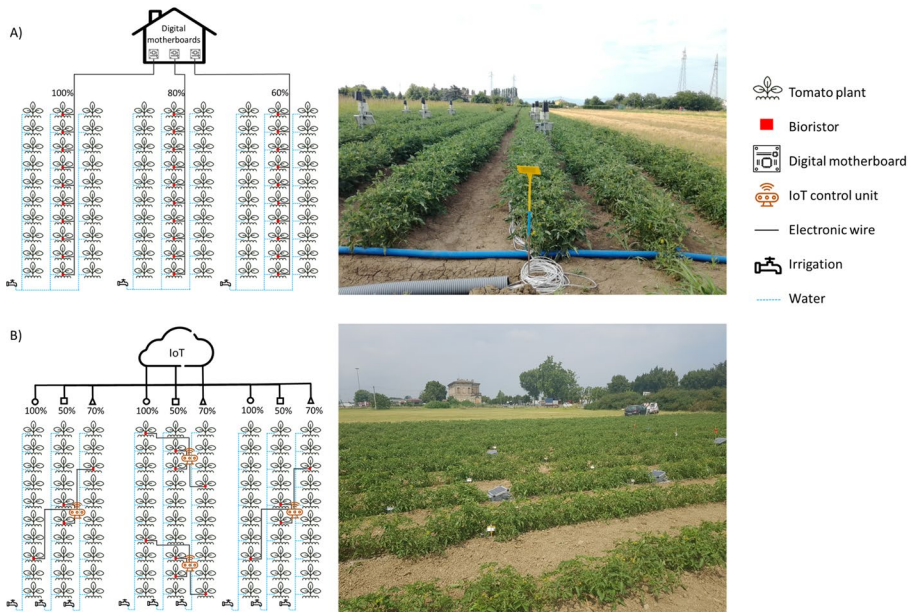 A)
Digital
motherboards
100%
80%
60%
Tomato plant
Bioristor
Digital motherboard
IoT control unit
Electronic wire
Irrigation
Water
B)
IoT
100% 50% 70% 100% 50% 70% 100% 50% 70%